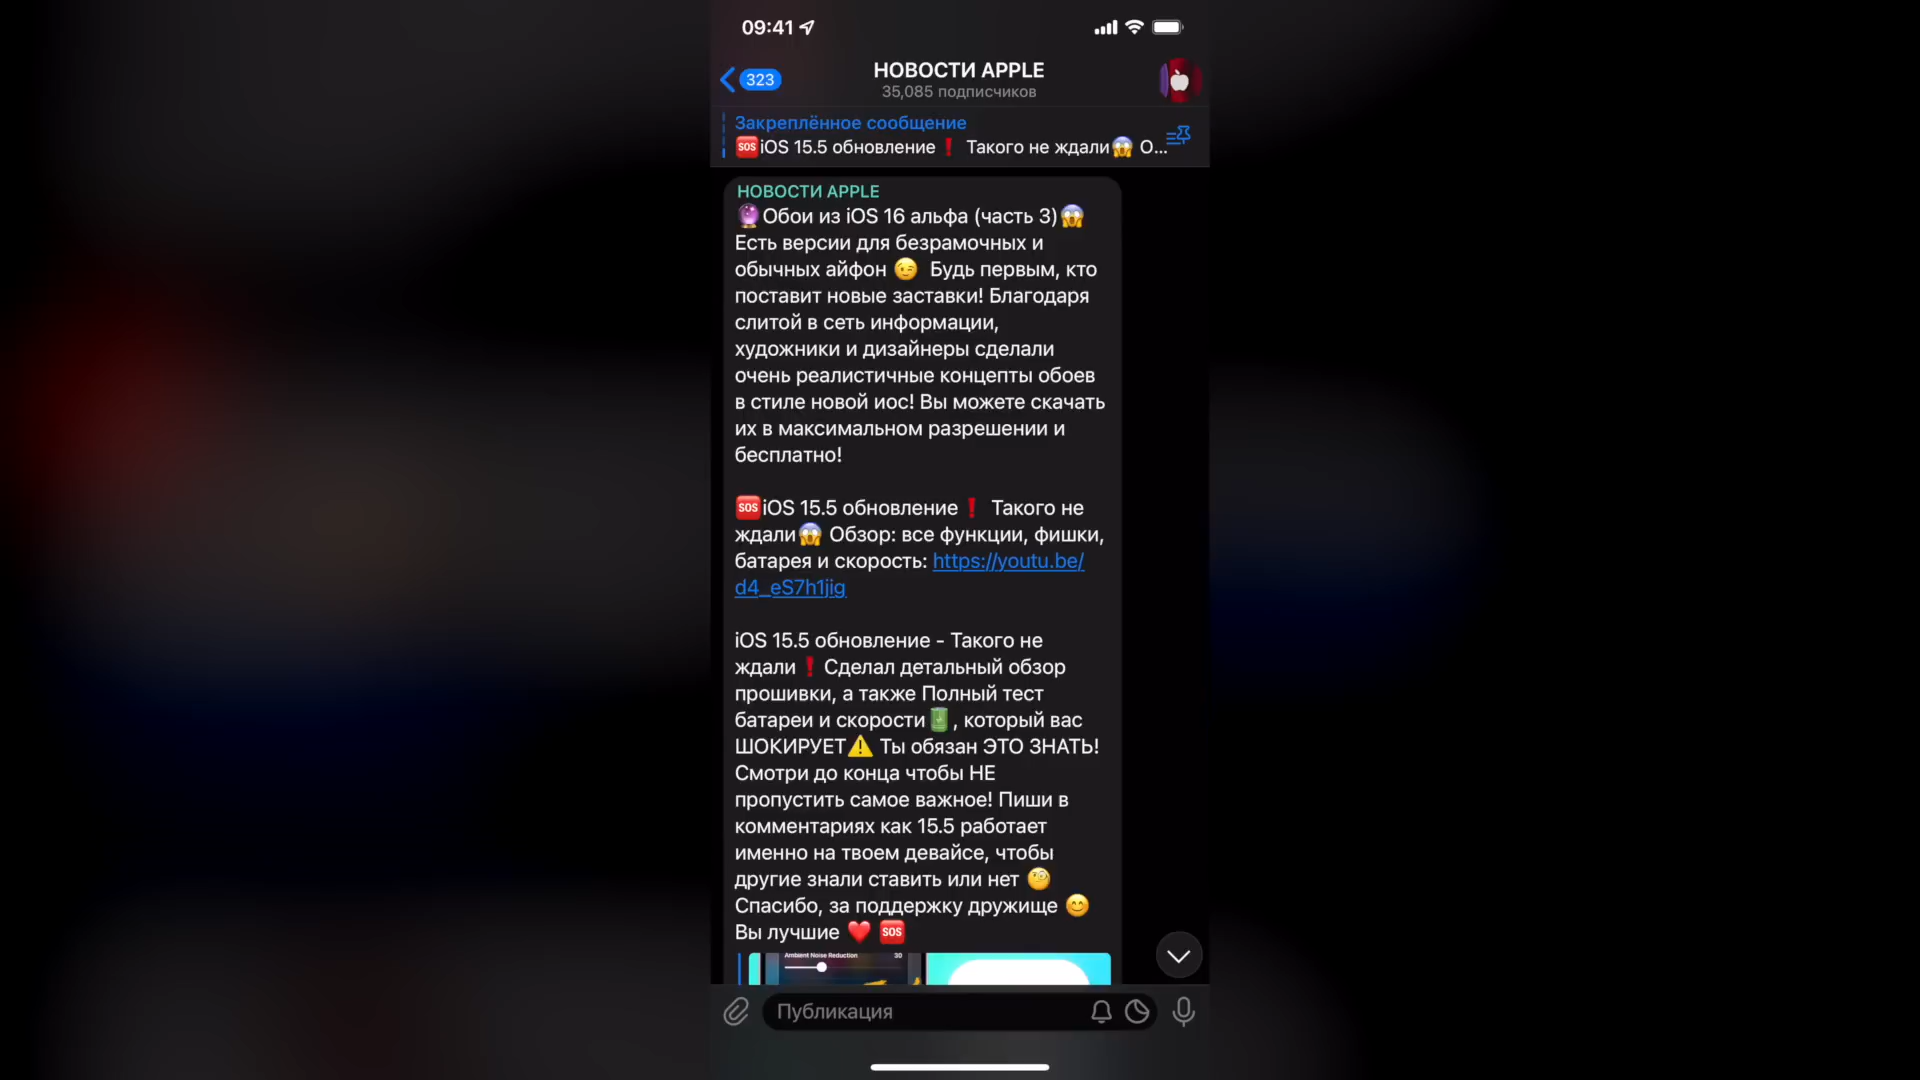 09:41
323
НОВОСТИ APPLE
35,085 подписчиков
Закреплённое сообщение
🆘iOS 15.5 обновление❗ Такого не ждали😱 О...
НОВОСТИ APPLE
🔮Обои из iOS 16 альфа (часть 3)😱
Есть версии для безрамочных и
обычных айфон 😉 Будь первым, кто
поставит новые заставки! Благодаря
слитой в сеть информации,
художники и дизайнеры сделали
очень реалистичные концепты обоев
в стиле новой иос! Вы можете скачать
их в максимальном разрешении и
бесплатно!
🆘iOS 15.5 обновление❗ Такого не
ждали😱 Обзор: все функции, фишки,
батарея и скорость: https://youtu.be/
d4_eS7h1jig
iOS 15.5 обновление - Такого не
ждали❗Сделал детальный обзор
прошивки, а также Полный тест
батареи и скорости🔋, который вас
ШОКИРУЕТ⚠️ Ты обязан ЭТО ЗНАТЬ!
Смотри до конца чтобы НЕ
пропустить самое важное! Пиши в
комментариях как 15.5 работает
именно на твоем девайсе, чтобы
другие знали ставить или нет 🧐
Спасибо, за поддержку дружище 😊
Вы лучшие ❤️ 🆘
Ambient Noise Reduction 30
Публикация